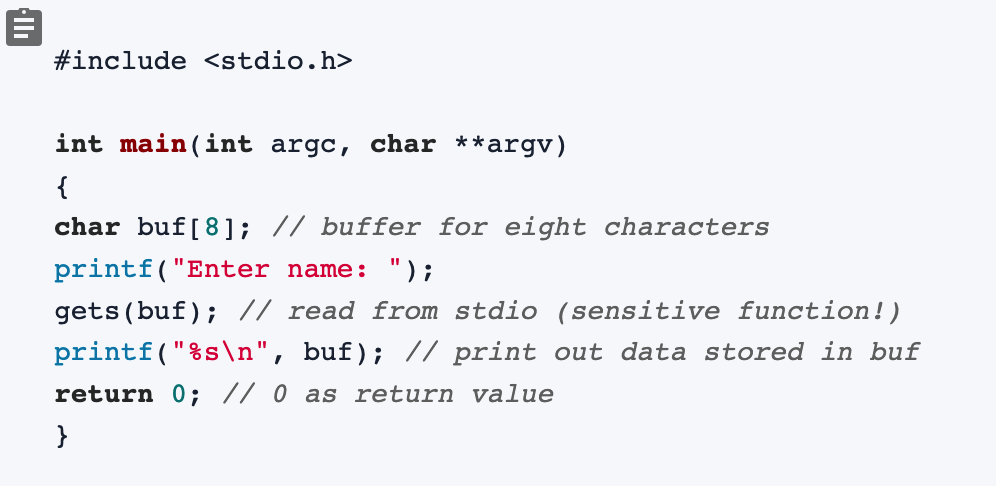 #include <stdio.h>
int main(int argc, char **argv)
{
char buf[8]; // buffer for eight characters
printf("Enter name: ");
gets(buf); // read from stdio (sensitive function!)
printf("%s\n", buf); // print out data stored in buf
return 0; // 0 as return value
}